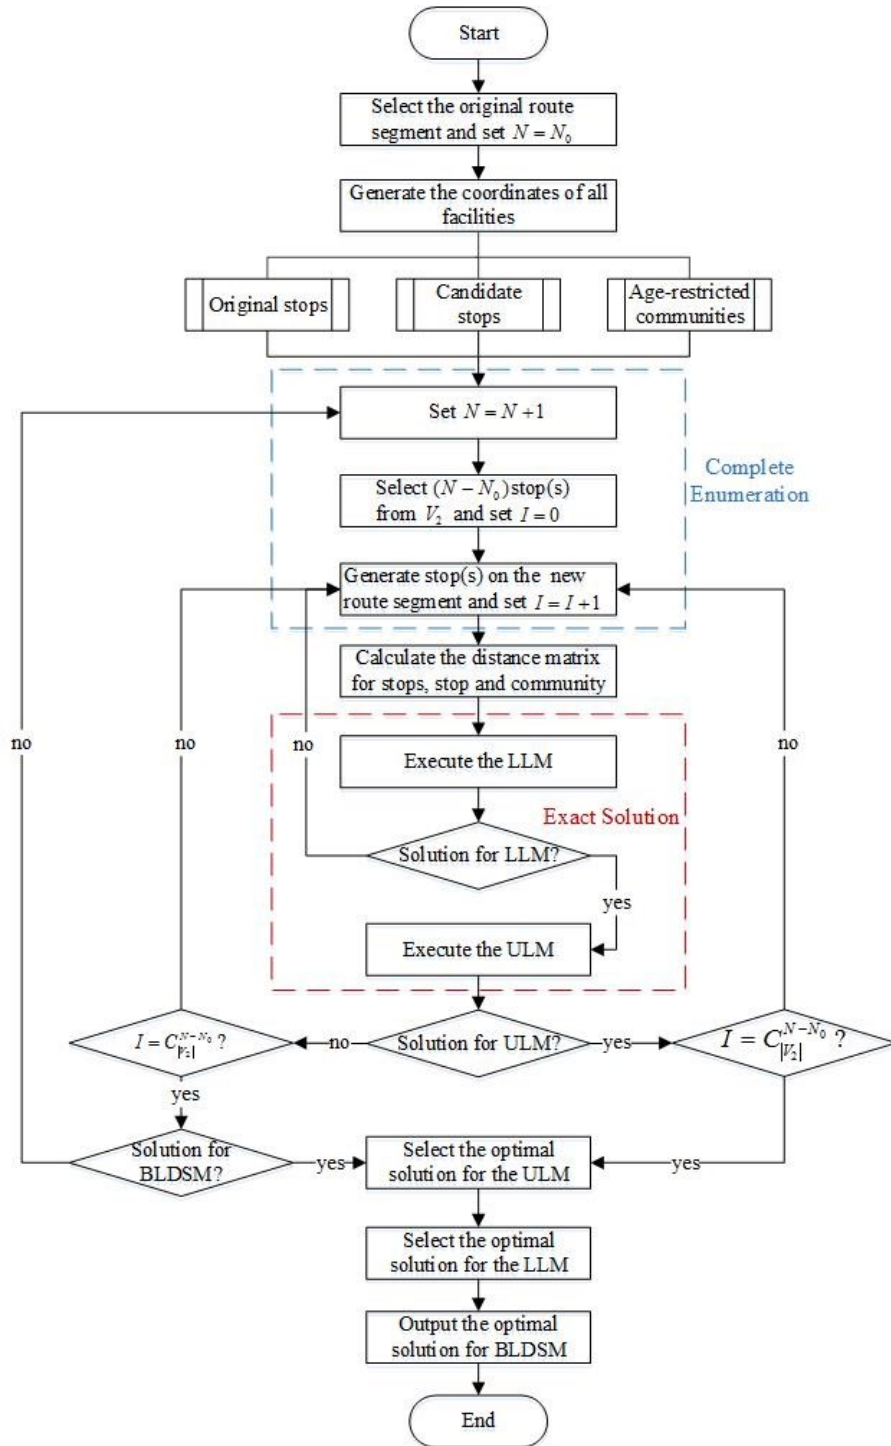 Start
Select the original route
segment and set N = N₀
Generate the coordinates of all
facilities
Original stops
Candidate
stops
Age-restricted
communities
Set N = N +1
Complete
Enumeration
Select (N − N₀) stop(s)
from V₂ and set I = 0
Generate stop(s) on the new
route segment and set I = I +1
Calculate the distance matrix
for stops, stop and community
no
no
no
no
Execute the LLM
Exact Solution
Solution for LLM?
yes
Execute the ULM
I = C_{|V₂|}^{N−N₀} ?
no
Solution for ULM?
yes
I = C_{|V₂|}^{N−N₀} ?
yes
Solution for
BLDSM?
yes
Select the optimal
solution for the ULM
yes
Select the optimal
solution for the LLM
Output the optimal
solution for BLDSM
End